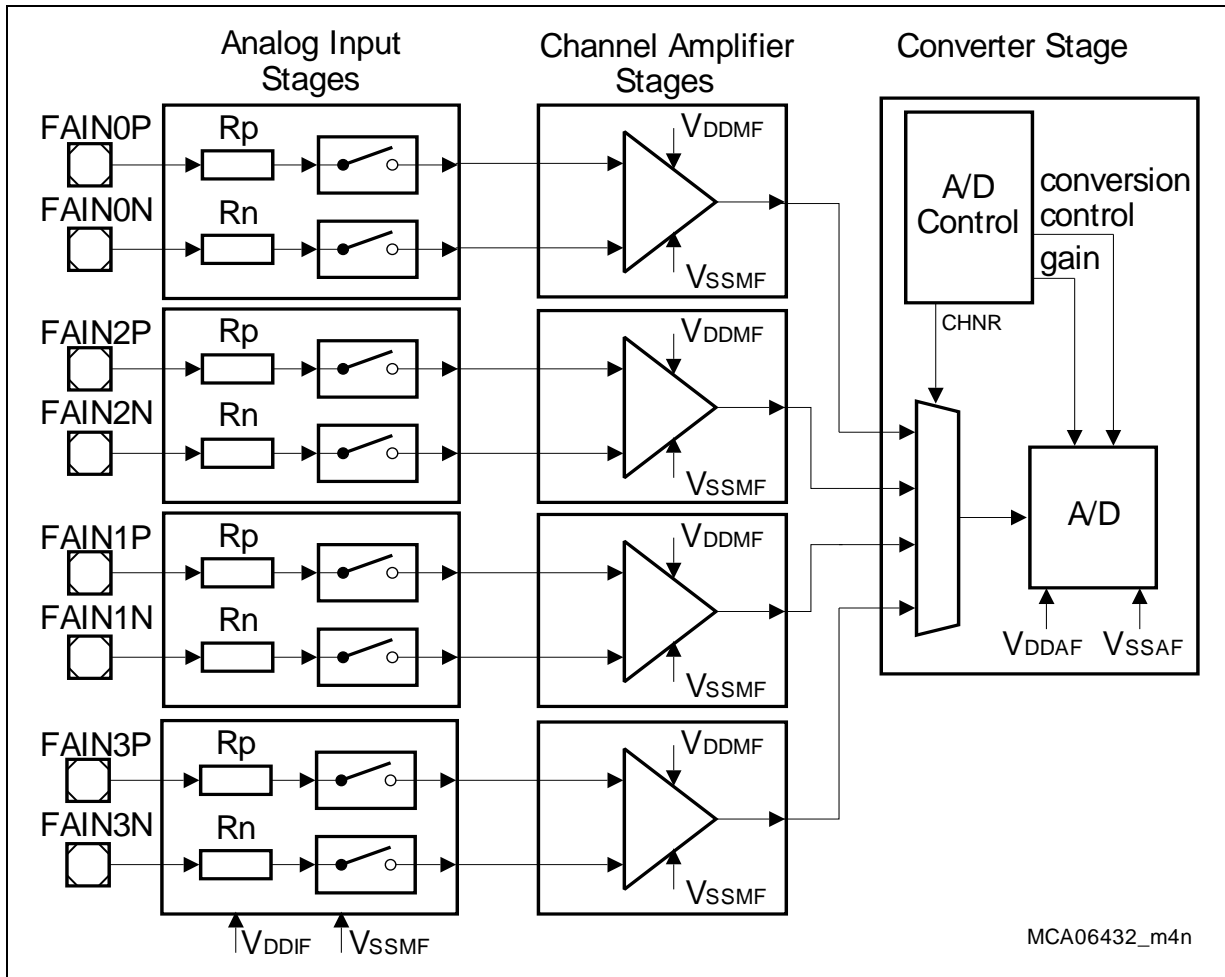 Analog Input
Stages
Channel Amplifier
Stages
Converter Stage
FAIN0P
Rp
FAIN0N
Rn
VDDMF
VSSMF
A/D
Control
conversion
control
gain
CHNR
FAIN2P
Rp
FAIN2N
Rn
VDDMF
VSSMF
A/D
VDDAF
VSSAF
FAIN1P
Rp
FAIN1N
Rn
VDDMF
VSSMF
FAIN3P
Rp
FAIN3N
Rn
VDDMF
VSSMF
VDDIF
VSSMF
MCA06432_m4n